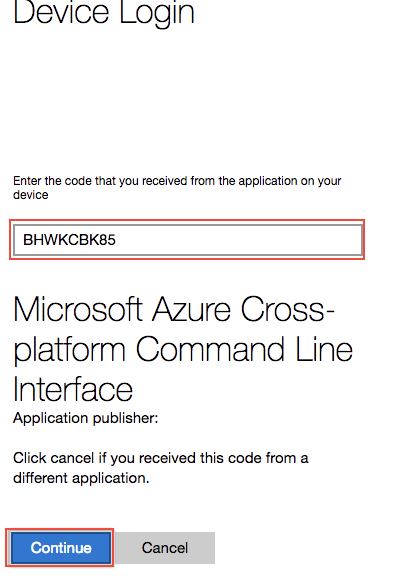 Device Login
Enter the code that you received from the application on your
device
BHWKCBK85
Microsoft Azure Cross-
platform Command Line
Interface
Application publisher:
Click cancel if you received this code from a
different application.
Continue Cancel